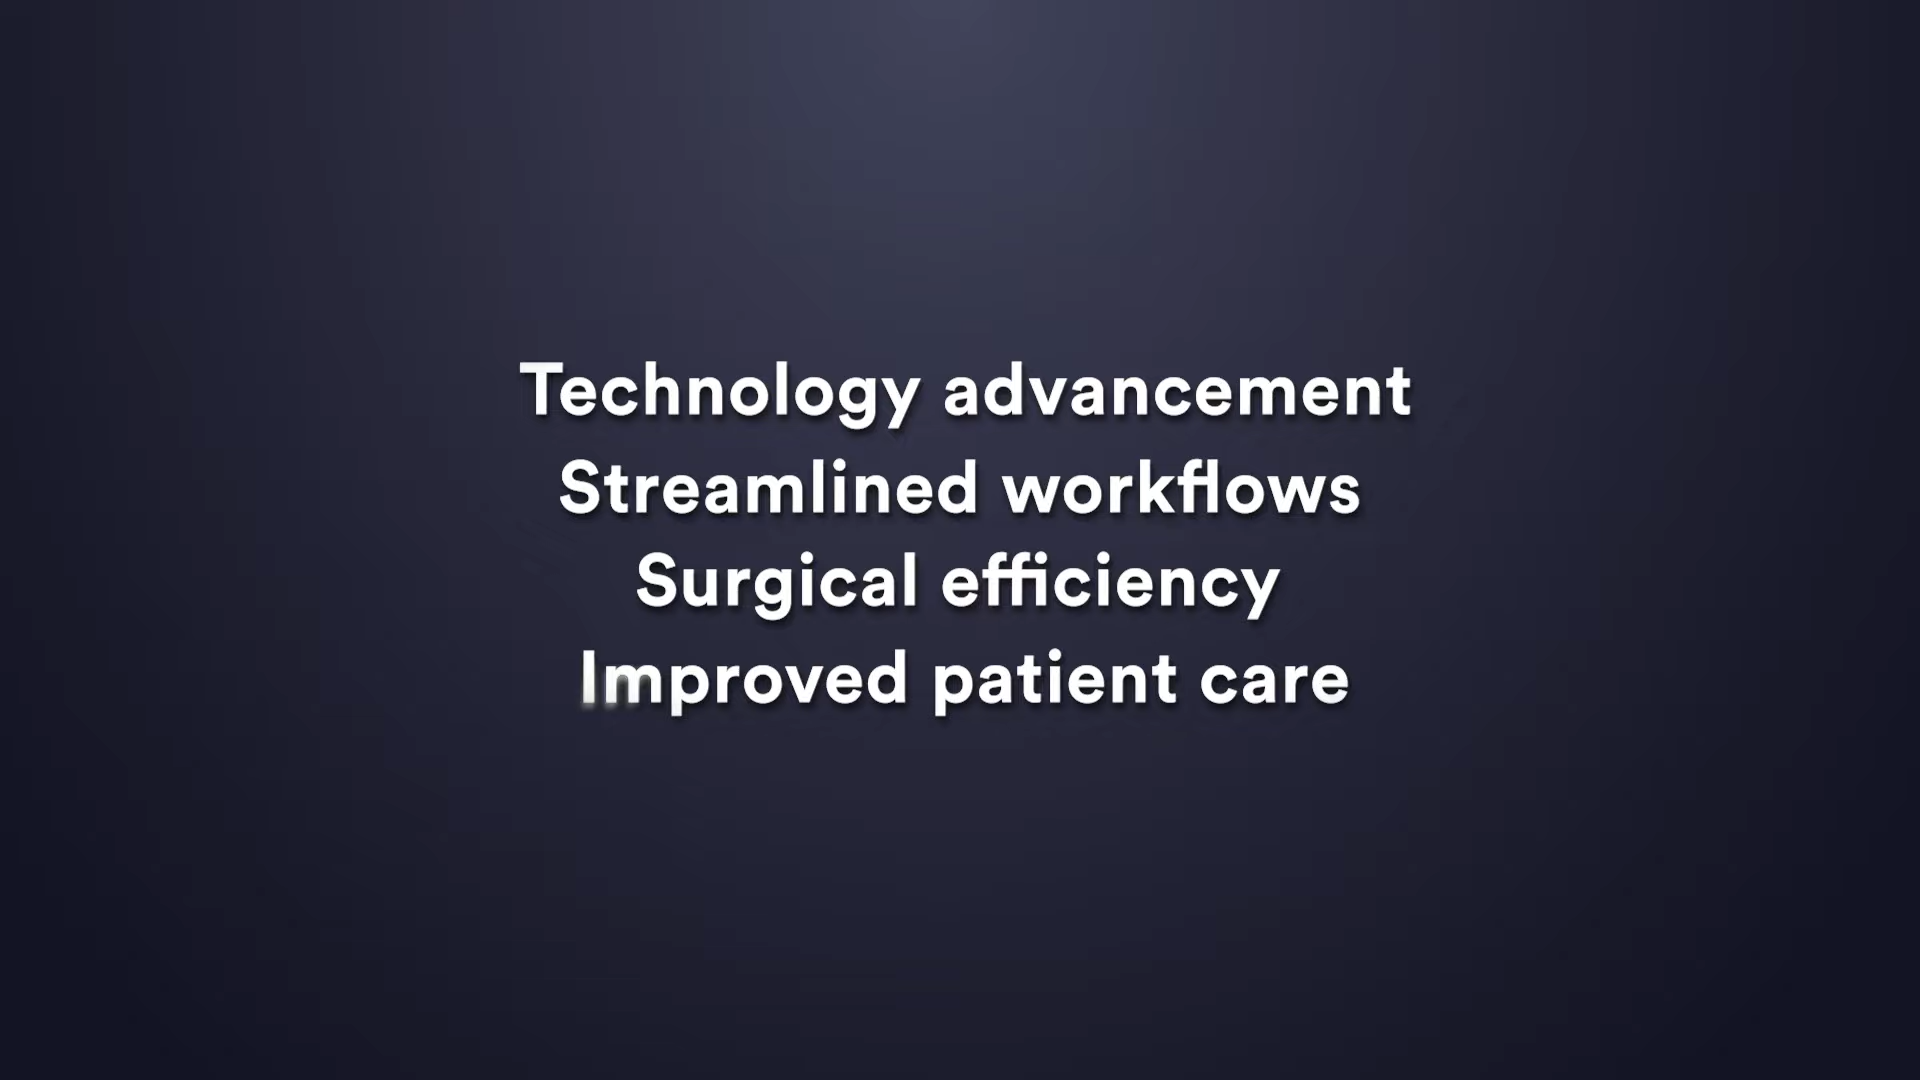 Technology advancement
Streamlined workflows
Surgical efficiency
Improved patient care